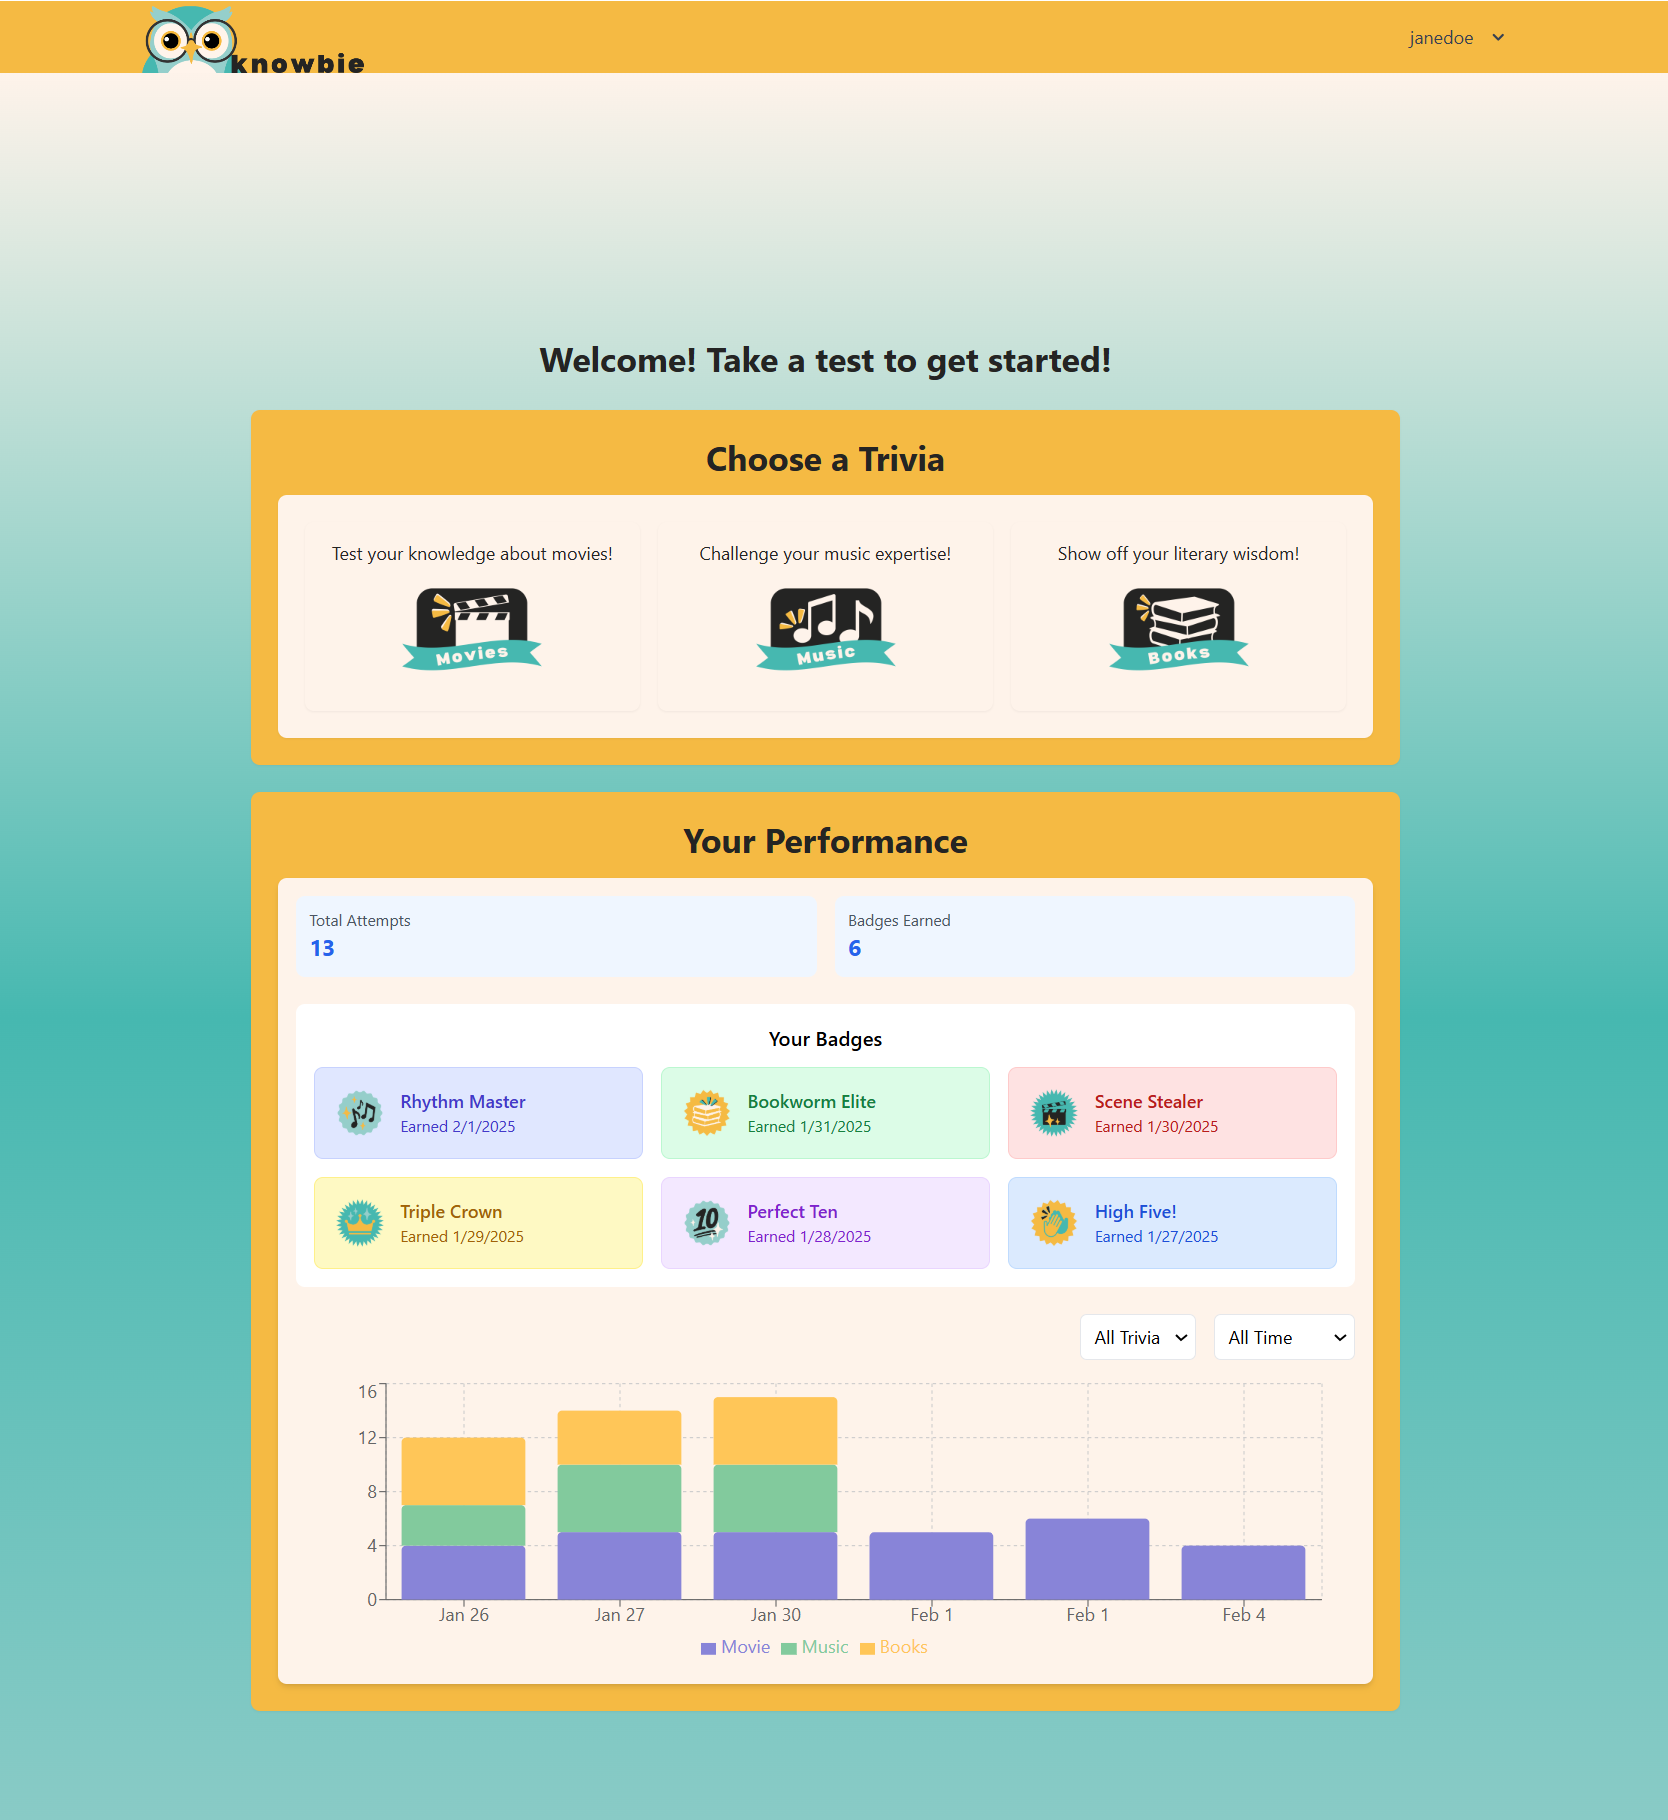 knowbie
janedoe
Welcome! Take a test to get started!
Choose a Trivia
Test your knowledge about movies!
Challenge your music expertise!
Show off your literary wisdom!
Movies
Music
Books
Your Performance
Total Attempts
13
Badges Earned
6
Your Badges
Rhythm Master
Earned 2/1/2025
Bookworm Elite
Earned 1/31/2025
Scene Stealer
Earned 1/30/2025
Triple Crown
Earned 1/29/2025
10
Perfect Ten
Earned 1/28/2025
High Five!
Earned 1/27/2025
All Trivia
All Time
16
12
8
4
0
Jan 26
Jan 27
Jan 30
Feb 1
Feb 1
Feb 4
Movie
Music
Books